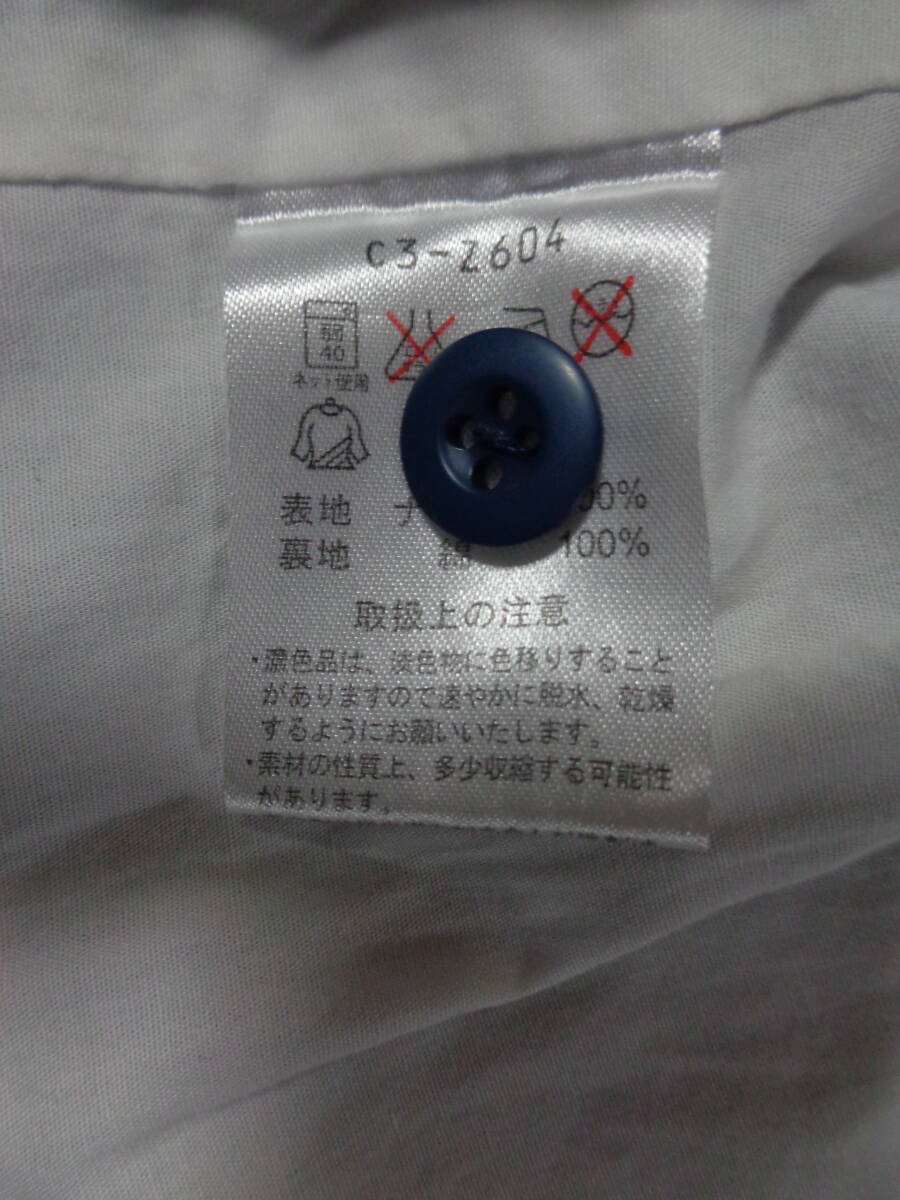 C3-2604
弱
40
ネット使用
表地 ナ 00%
裏地 綿 100%
取扱上の注意
・濃色品は、淡色物に色移りすること
がありますので速やかに脱水、乾燥
するようにお願いいたします。
・素材の性質上、多少収縮する可能性
があります。